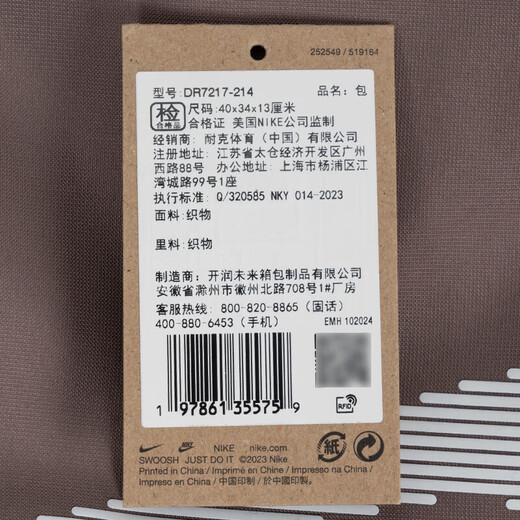 252549 / 519164
型号: DR7217-214 品名: 包
检 合格品 尺码: 40x34x13厘米
合格证 美国NIKE公司监制
经销商: 耐克体育（中国）有限公司
注册地址: 江苏省太仓经济开发区广州
西路88号 办公地址: 上海市杨浦区江
湾城路99号1座
执行标准: Q/320585 NKY 014-2023
面料: 织物
里料: 织物
制造商: 开润未来箱包制品有限公司
安徽省滁州市徽州北路708号1#厂房
客服热线: 800-820-8865（固话）
400-880-6453（手机）
EMH 102024
1 97861 35575 9
RFID
NIKE nike.com
SWOOSH JUST DO IT ©2023 Nike
Printed in China / Imprimé en Chine / Impresso na China /
Impreso en China / 中国印制 / 於中國印製。
紙